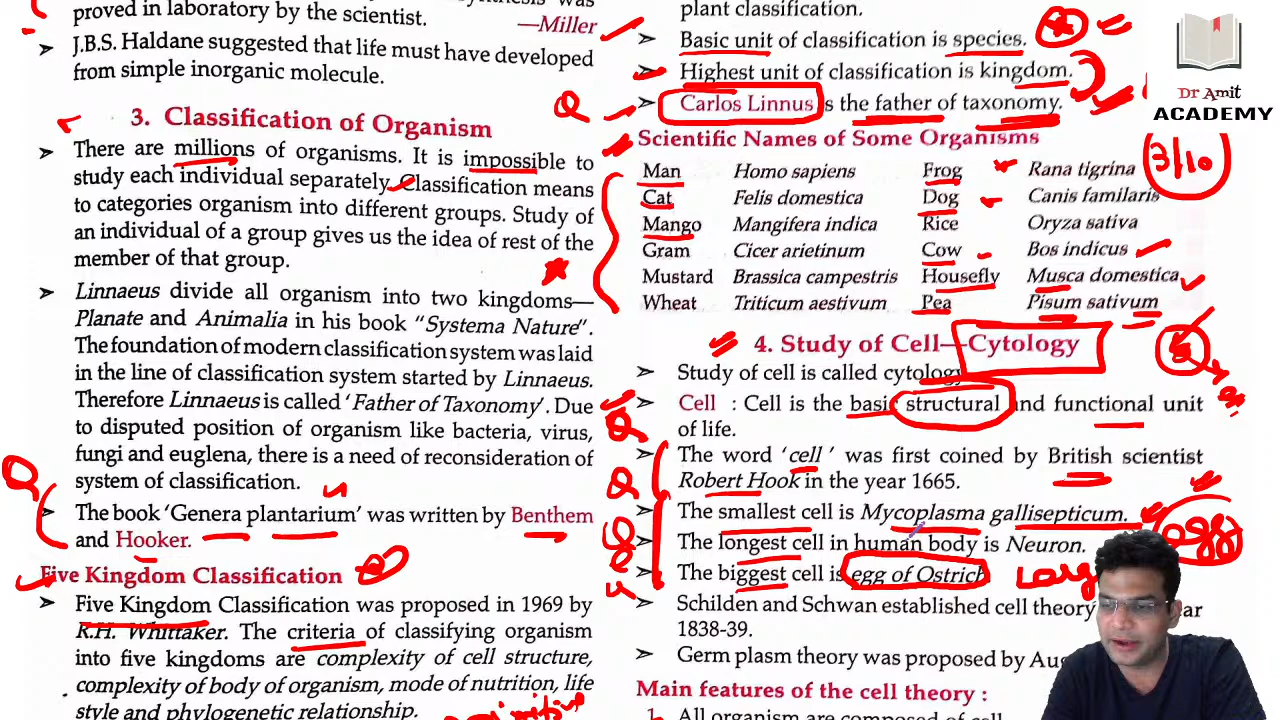 proved in laboratory by the scientist.
—Miller
➤ J.B.S. Haldane suggested that life must have developed
from simple inorganic molecule.
3. Classification of Organism
➤ There are millions of organisms. It is impossible to
study each individual separately. Classification means
to categories organism into different groups. Study of
an individual of a group gives us the idea of rest of the
member of that group.
➤ Linnaeus divide all organism into two kingdoms—
Planate and Animalia in his book “Systema Nature”.
The foundation of modern classification system was laid
in the line of classification system started by Linnaeus.
Therefore Linnaeus is called ‘Father of Taxonomy’. Due
to disputed position of organism like bacteria, virus,
fungi and euglena, there is a need of reconsideration of
system of classification.
➤ The book ‘Genera plantarium’ was written by Benthem
and Hooker.
Five Kingdom Classification
➤ Five Kingdom Classification was proposed in 1969 by
R.H. Whittaker. The criteria of classifying organism
into five kingdoms are complexity of cell structure,
complexity of body of organism, mode of nutrition, life
style and phylogenetic relationship.
plant classification.
➤ Basic unit of classification is species.
➤ Highest unit of classification is kingdom.
➤ Carlos Linnus is the father of taxonomy.
Scientific Names of Some Organisms
Man Homo sapiens Frog Rana tigrina
Cat Felis domestica Dog Canis familaris
Mango Mangifera indica Rice Oryza sativa
Gram Cicer arietinum Cow Bos indicus
Mustard Brassica campestris Housefly Musca domestica
Wheat Triticum aestivum Pea Pisum sativum
4. Study of Cell—Cytology
➤ Study of cell is called cytology
➤ Cell : Cell is the basic structural and functional unit
of life.
➤ The word ‘cell’ was first coined by British scientist
Robert Hook in the year 1665.
➤ The smallest cell is Mycoplasma gallisepticum.
➤ The longest cell in human body is Neuron.
➤ The biggest cell is egg of Ostrich.
➤ Schilden and Schwan established cell theory
1838-39.
➤ Germ plasm theory was proposed by
Main features of the cell theory :
1. All organism are composed of cell
Dr Amit
ACADEMY
3/10
egg